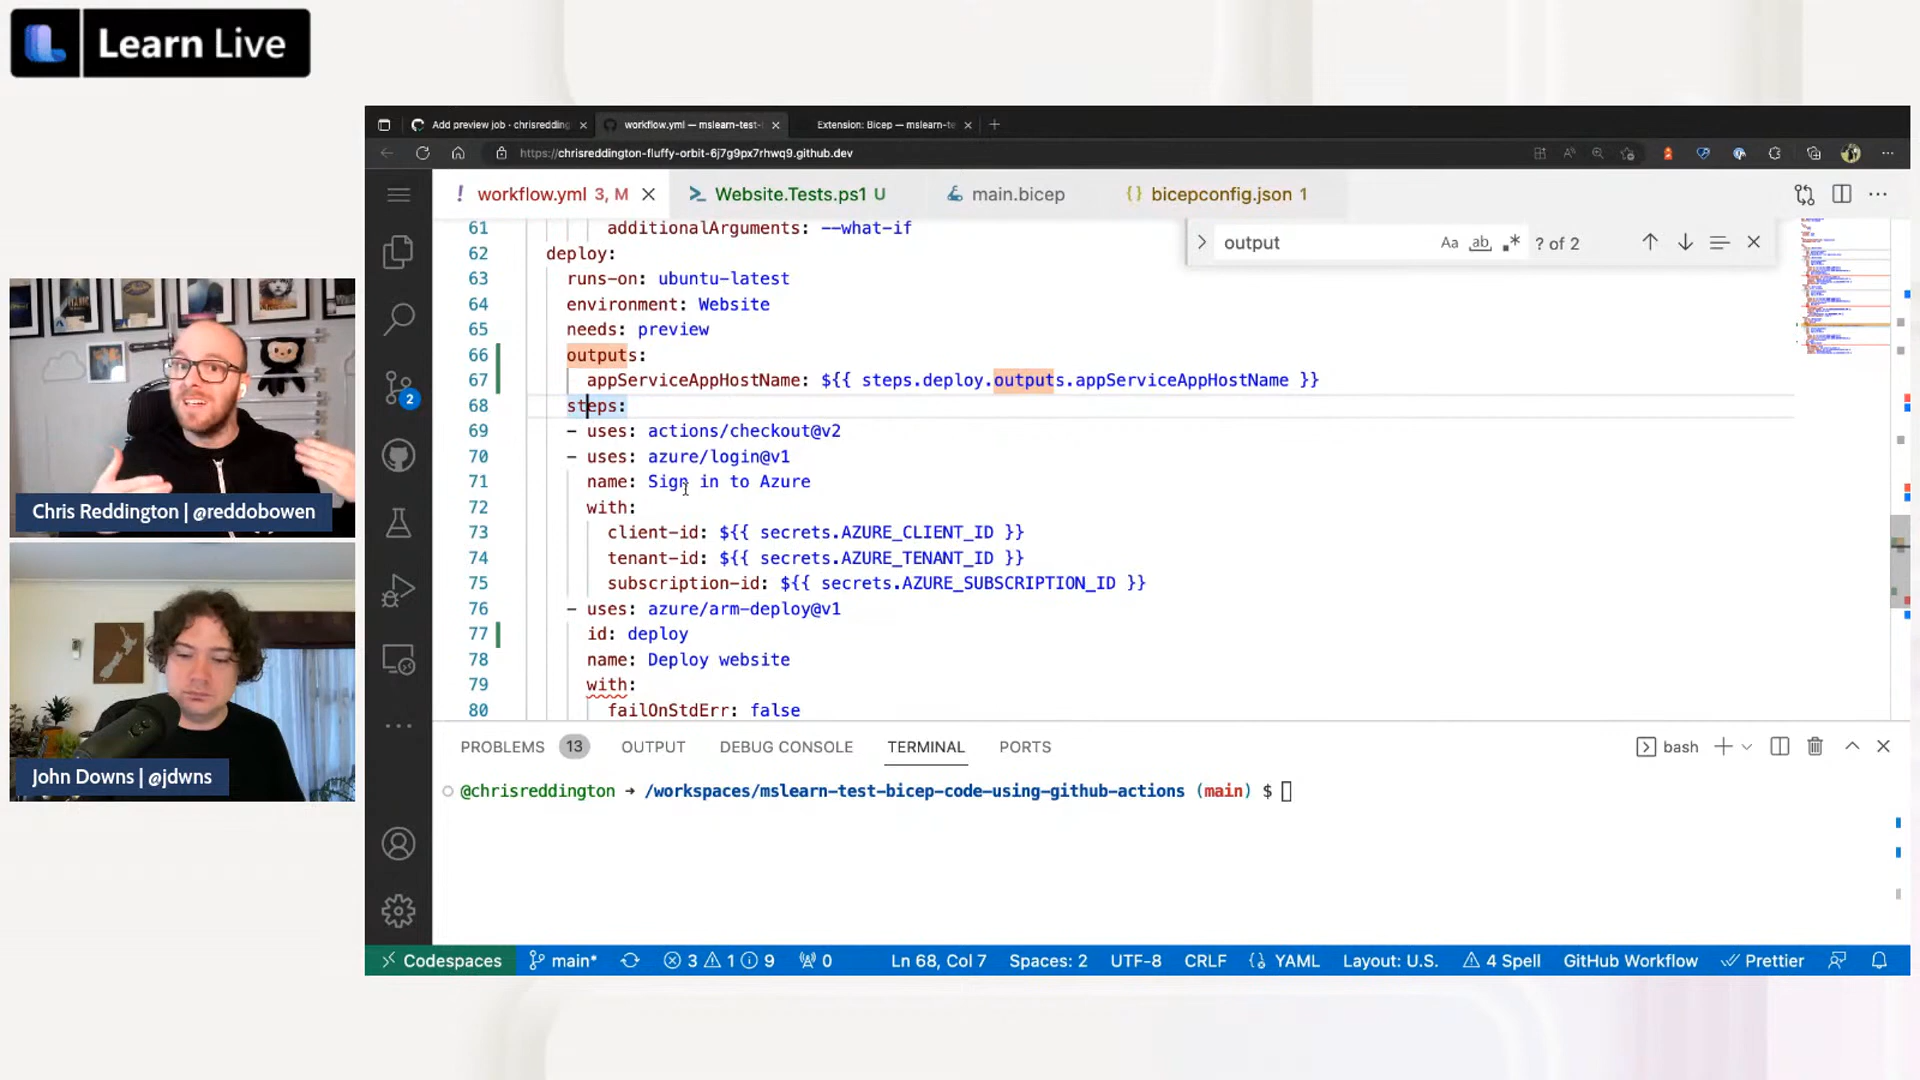 Learn Live
Add preview job - chrisredding
workflow.yml — mslearn-test-
Extension: Bicep — mslearn-te
https://chrisreddington-fluffy-orbit-6j7g9px7rhwq9.github.dev
! workflow.yml 3, M
Website.Tests.ps1 U
main.bicep
{} bicepconfig.json 1
output
Aa ab .* ? of 2
61 additionalArguments: --what-if
62 deploy:
63 runs-on: ubuntu-latest
64 environment: Website
65 needs: preview
66 outputs:
67 appServiceAppHostName: ${{ steps.deploy.outputs.appServiceAppHostName }}
68 steps:
69 - uses: actions/checkout@v2
70 - uses: azure/login@v1
71 name: Sign in to Azure
72 with:
73 client-id: ${{ secrets.AZURE_CLIENT_ID }}
74 tenant-id: ${{ secrets.AZURE_TENANT_ID }}
75 subscription-id: ${{ secrets.AZURE_SUBSCRIPTION_ID }}
76 - uses: azure/arm-deploy@v1
77 id: deploy
78 name: Deploy website
79 with:
80 failOnStdErr: false
2
Chris Reddington | @reddobowen
John Downs | @jdwns
PROBLEMS 13 OUTPUT DEBUG CONSOLE TERMINAL PORTS
bash
@chrisreddington → /workspaces/mslearn-test-bicep-code-using-github-actions (main) $
Codespaces main* 3 1 9 0 Ln 68, Col 7 Spaces: 2 UTF-8 CRLF YAML Layout: U.S. 4 Spell GitHub Workflow Prettier